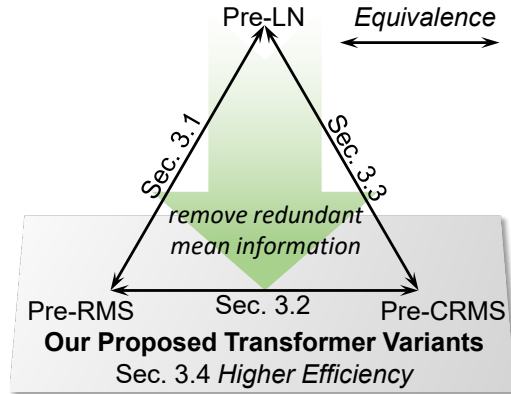 Pre-LN
Equivalence
Sec. 3.1
Sec. 3.3
remove redundant
mean information
Pre-RMS
Sec. 3.2
Pre-CRMS
Our Proposed Transformer Variants
Sec. 3.4 Higher Efficiency